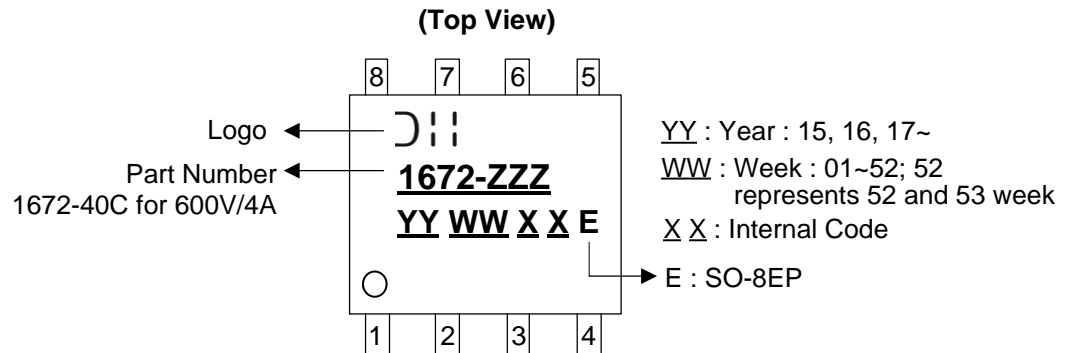 (Top View)
8 7 6 5
Logo
Part Number
1672-40C for 600V/4A
1672-ZZZ
YY WW X X E
YY : Year : 15, 16, 17~
WW : Week : 01~52; 52
represents 52 and 53 week
X X : Internal Code
E : SO-8EP
1 2 3 4